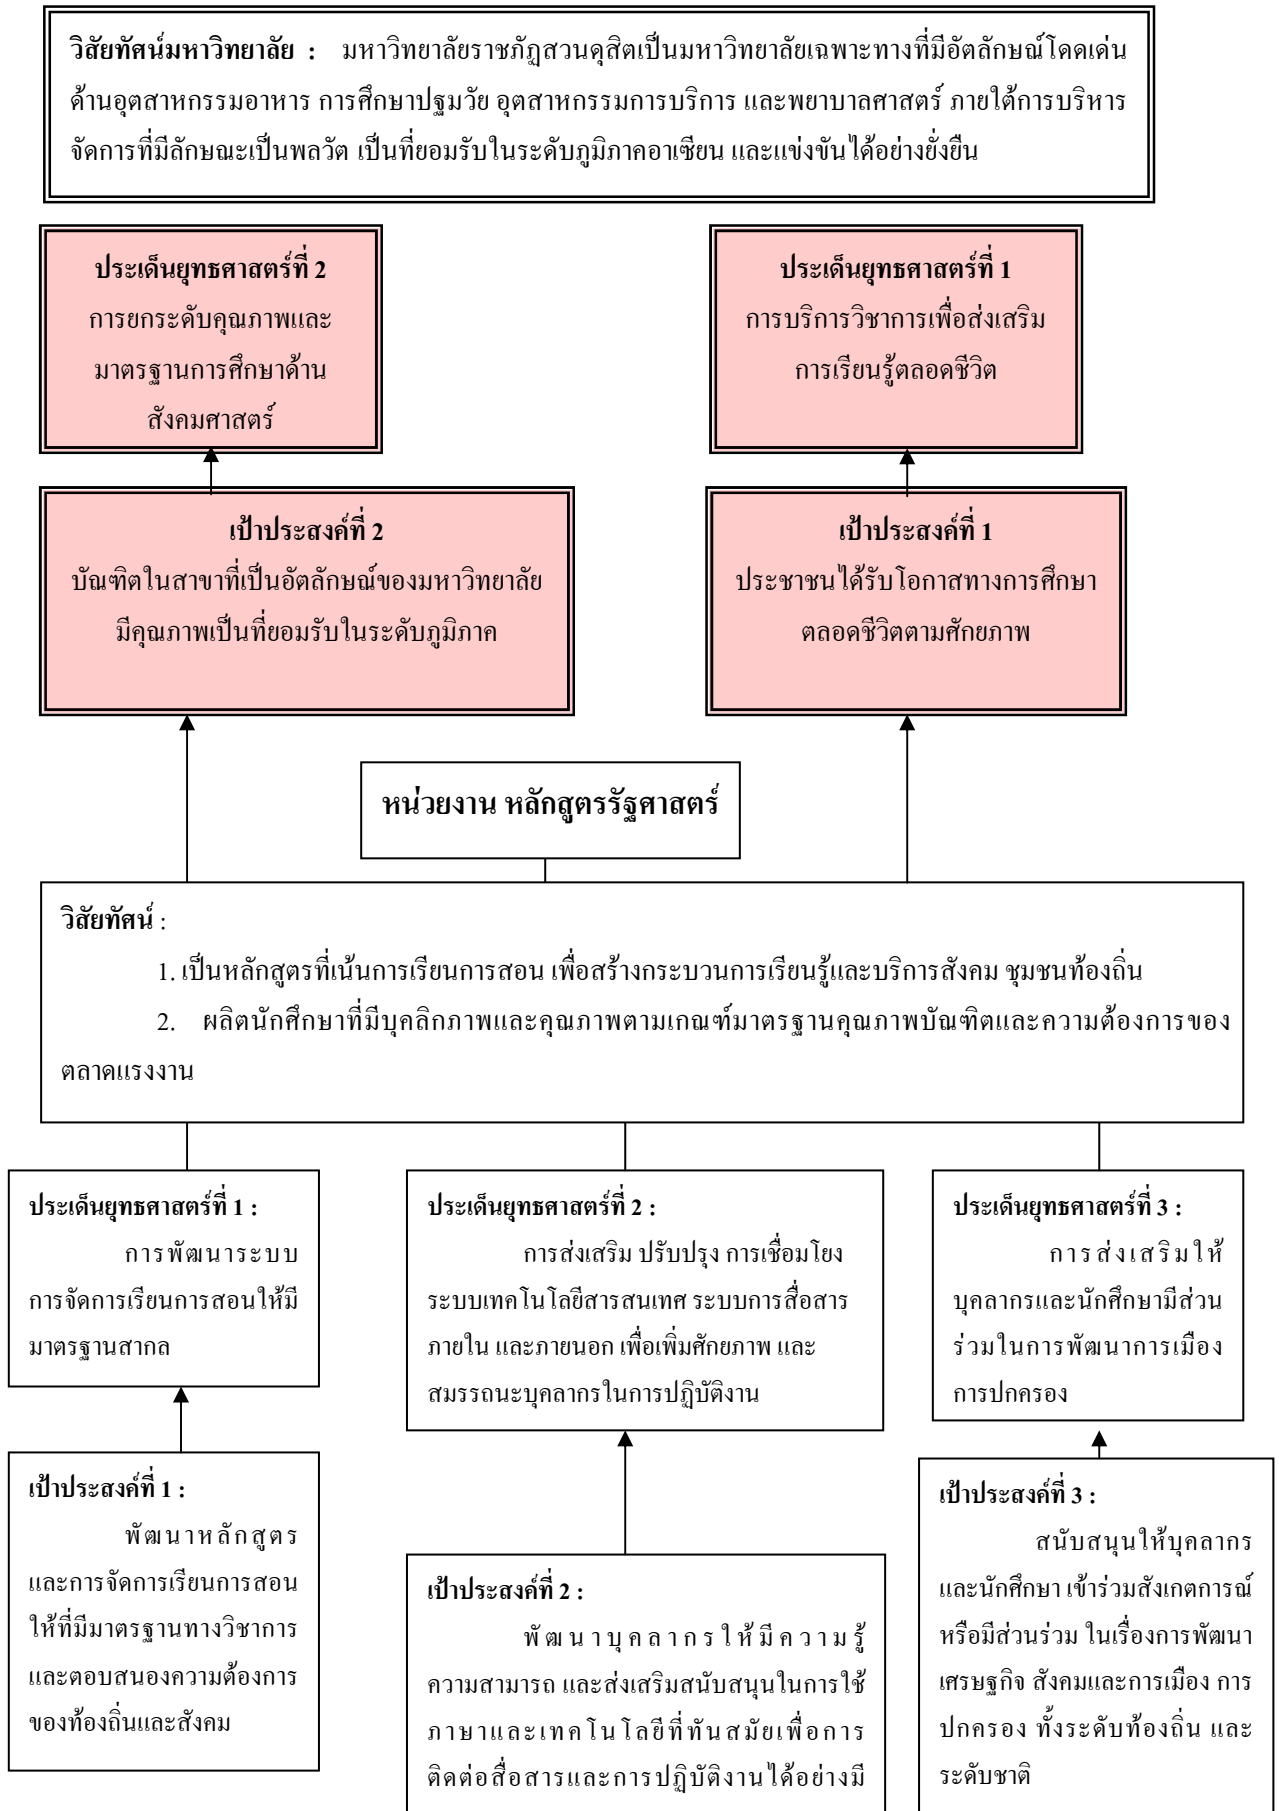 วิสัยทัศน์มหาวิทยาลัย : มหาวิทยาลัยราชภัฏสวนดุสิตเป็นมหาวิทยาลัยเฉพาะทางที่มีอัตลักษณ์โดดเด่น
ด้านอุตสาหกรรมอาหาร การศึกษาปฐมวัย อุตสาหกรรมการบริการ และพยาบาลศาสตร์ ภายใต้การบริหาร
จัดการที่มีลักษณะเป็นพลวัต เป็นที่ยอมรับในระดับภูมิภาคอาเซียน และแข่งขันได้อย่างยั่งยืน
ประเด็นยุทธศาสตร์ที่ 2
การยกระดับคุณภาพและ
มาตรฐานการศึกษาด้าน
สังคมศาสตร์
ประเด็นยุทธศาสตร์ที่ 1
การบริการวิชาการเพื่อส่งเสริม
การเรียนรู้ตลอดชีวิต
เป้าประสงค์ที่ 2
บัณฑิตในสาขาที่เป็นอัตลักษณ์ของมหาวิทยาลัย
มีคุณภาพเป็นที่ยอมรับในระดับภูมิภาค
เป้าประสงค์ที่ 1
ประชาชนได้รับโอกาสทางการศึกษา
ตลอดชีวิตตามศักยภาพ
หน่วยงาน หลักสูตรรัฐศาสตร์
วิสัยทัศน์ :
1. เป็นหลักสูตรที่เน้นการเรียนการสอน เพื่อสร้างกระบวนการเรียนรู้และบริการสังคม ชุมชนท้องถิ่น
2. ผลิตนักศึกษาที่มีบุคลิกภาพและคุณภาพตามเกณฑ์มาตรฐานคุณภาพบัณฑิตและความต้องการของ
ตลาดแรงงาน
ประเด็นยุทธศาสตร์ที่ 1 :
การพัฒนาระบบ
การจัดการเรียนการสอนให้มี
มาตรฐานสากล
ประเด็นยุทธศาสตร์ที่ 2 :
การส่งเสริม ปรับปรุง การเชื่อมโยง
ระบบเทคโนโลยีสารสนเทศ ระบบการสื่อสาร
ภายใน และภายนอก เพื่อเพิ่มศักยภาพ และ
สมรรถนะบุคลากรในการปฏิบัติงาน
ประเด็นยุทธศาสตร์ที่ 3 :
การส่งเสริมให้
บุคลากรและนักศึกษามีส่วน
ร่วมในการพัฒนาการเมือง
การปกครอง
เป้าประสงค์ที่ 1 :
พัฒนาหลักสูตร
และการจัดการเรียนการสอน
ให้ที่มีมาตรฐานทางวิชาการ
และตอบสนองความต้องการ
ของท้องถิ่นและสังคม
เป้าประสงค์ที่ 2 :
พัฒนาบุคลากรให้มีความรู้
ความสามารถ และส่งเสริมสนับสนุนในการใช้
ภาษาและเทคโนโลยีที่ทันสมัยเพื่อการ
ติดต่อสื่อสารและการปฏิบัติงานได้อย่างมี
เป้าประสงค์ที่ 3 :
สนับสนุนให้บุคลากร
และนักศึกษา เข้าร่วมสังเกตการณ์
หรือมีส่วนร่วม ในเรื่องการพัฒนา
เศรษฐกิจ สังคมและการเมือง การ
ปกครอง ทั้งระดับท้องถิ่น และ
ระดับชาติ